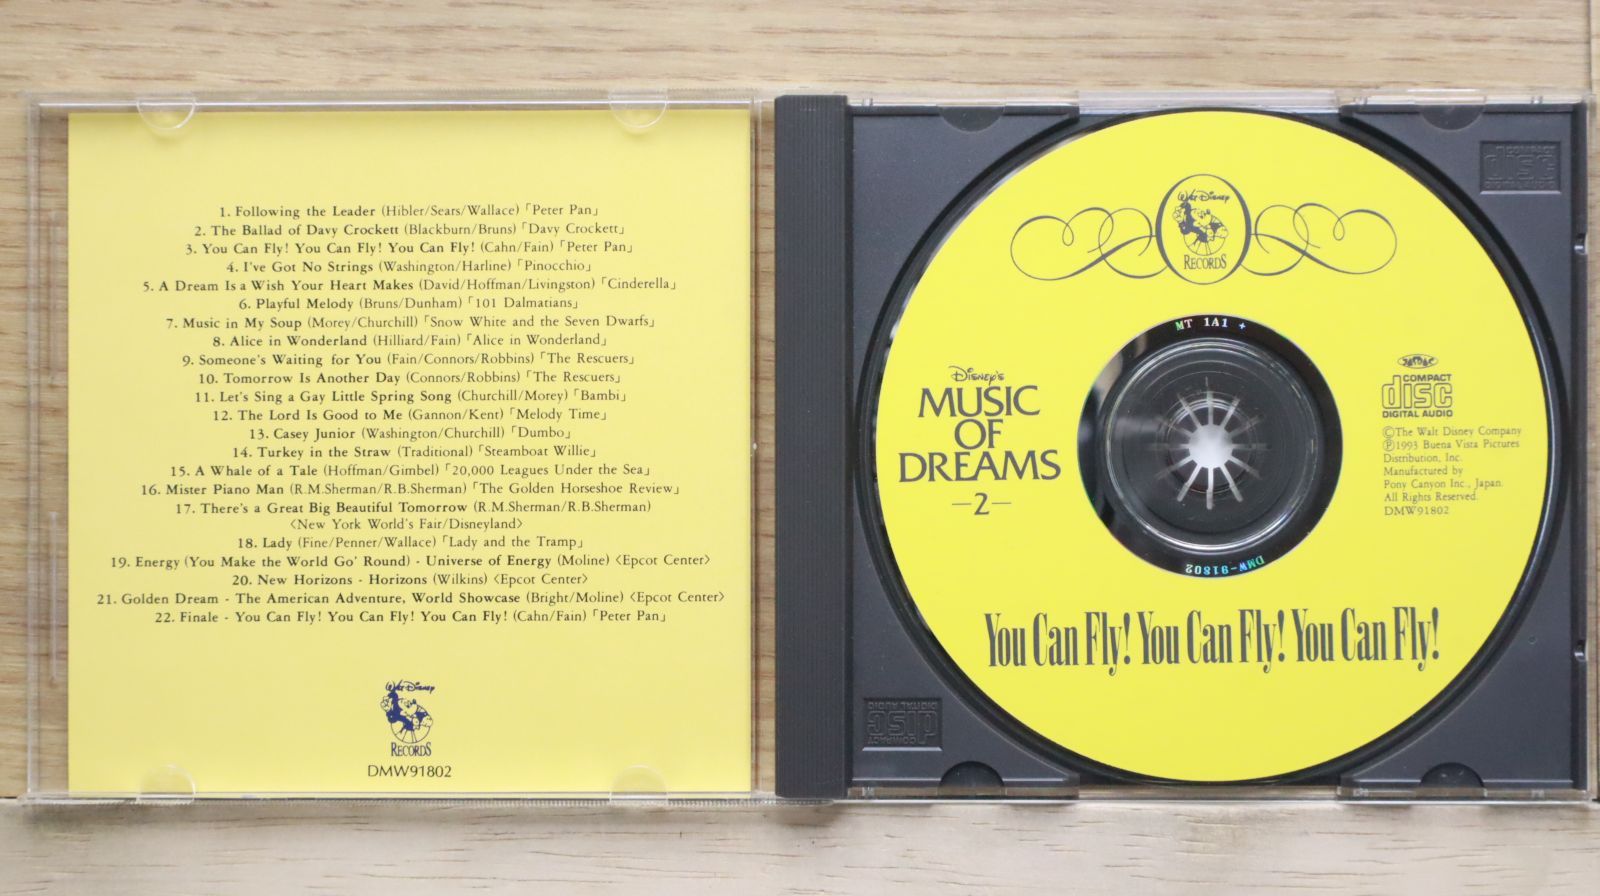 1. Following the Leader (Hibler/Sears/Wallace)「Peter Pan」
2. The Ballad of Davy Crockett (Blackburn/Bruns)「Davy Crockett」
3. You Can Fly! You Can Fly! You Can Fly! (Cahn/Fain)「Peter Pan」
4. I've Got No Strings (Washington/Harline)「Pinocchio」
5. A Dream Is a Wish Your Heart Makes (David/Hoffman/Livingston)「Cinderella」
6. Playful Melody (Bruns/Dunham)「101 Dalmatians」
7. Music in My Soup (Morey/Churchill)「Snow White and the Seven Dwarfs」
8. Alice in Wonderland (Hilliard/Fain)「Alice in Wonderland」
9. Someone's Waiting for You (Fain/Connors/Robbins)「The Rescuers」
10. Tomorrow Is Another Day (Connors/Robbins)「The Rescuers」
11. Let's Sing a Gay Little Spring Song (Churchill/Morey)「Bambi」
12. The Lord Is Good to Me (Gannon/Kent)「Melody Time」
13. Casey Junior (Washington/Churchill)「Dumbo」
14. Turkey in the Straw (Traditional)「Steamboat Willie」
15. A Whale of a Tale (Hoffman/Gimbel)「20,000 Leagues Under the Sea」
16. Mister Piano Man (R.M.Sherman/R.B.Sherman)「The Golden Horseshoe Review」
17. There's a Great Big Beautiful Tomorrow (R.M.Sherman/R.B.Sherman)
〈New York World's Fair/Disneyland〉
18. Lady (Fine/Penner/Wallace)「Lady and the Tramp」
19. Energy (You Make the World Go' Round) - Universe of Energy (Moline)〈Epcot Center〉
20. New Horizons - Horizons (Wilkins)〈Epcot Center〉
21. Golden Dream - The American Adventure, World Showcase (Bright/Moline)〈Epcot Center〉
22. Finale - You Can Fly! You Can Fly! You Can Fly! (Cahn/Fain)「Peter Pan」
Walt Disney
RECORDS
DMW91802
Walt Disney
RECORDS
MT 1A1 +
DISNEY'S
MUSIC
OF
DREAMS
-2-
JASRAC
COMPACT
disc
DIGITAL AUDIO
©The Walt Disney Company
℗1993 Buena Vista Pictures
Distribution, Inc.
Manufactured by
Pony Canyon Inc., Japan.
All Rights Reserved.
DMW91802
DMW-91802
You Can Fly! You Can Fly! You Can Fly!
COMPACT
disc
DIGITAL AUDIO
COMPACT
disc
DIGITAL AUDIO